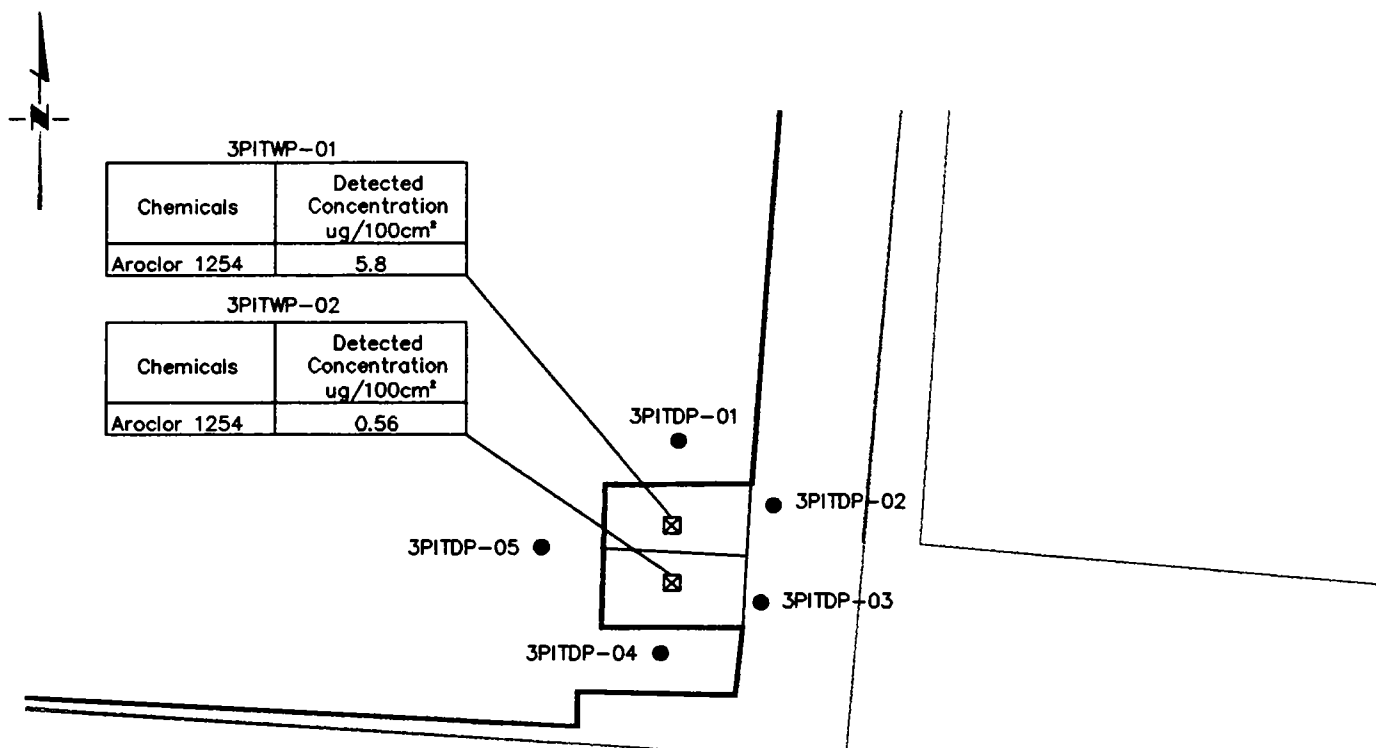 N
3PITWP-01
Chemicals
Detected
Concentration
ug/100cm²
Aroclor 1254
5.8
3PITWP-02
Chemicals
Detected
Concentration
ug/100cm²
Aroclor 1254
0.56
3PITDP-01
3PITDP-02
3PITDP-05
3PITDP-03
3PITDP-04